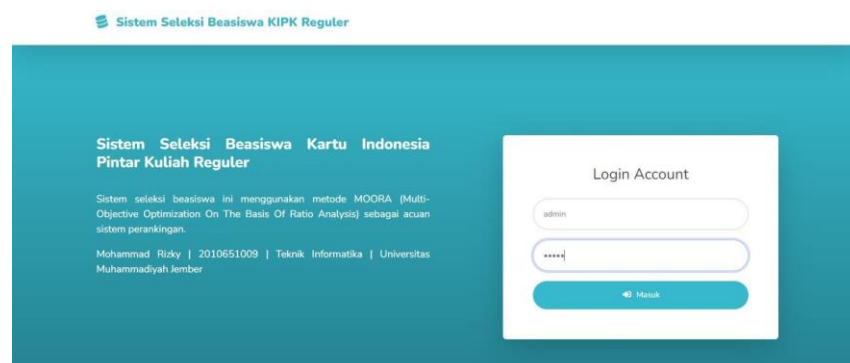 Sistem Seleksi Beasiswa KIPK Reguler
Sistem Seleksi Beasiswa Kartu Indonesia
Pintar Kuliah Reguler
Sistem seleksi beasiswa ini menggunakan metode MOORA (Multi-
Objective Optimization On The Basis Of Ratio Analysis) sebagai acuan
sistem perankingan.
Mohammad Rizky | 2010651009 | Teknik Informatika | Universitas
Muhammadiyah Jember
Login Account
admin
•••••
Masuk